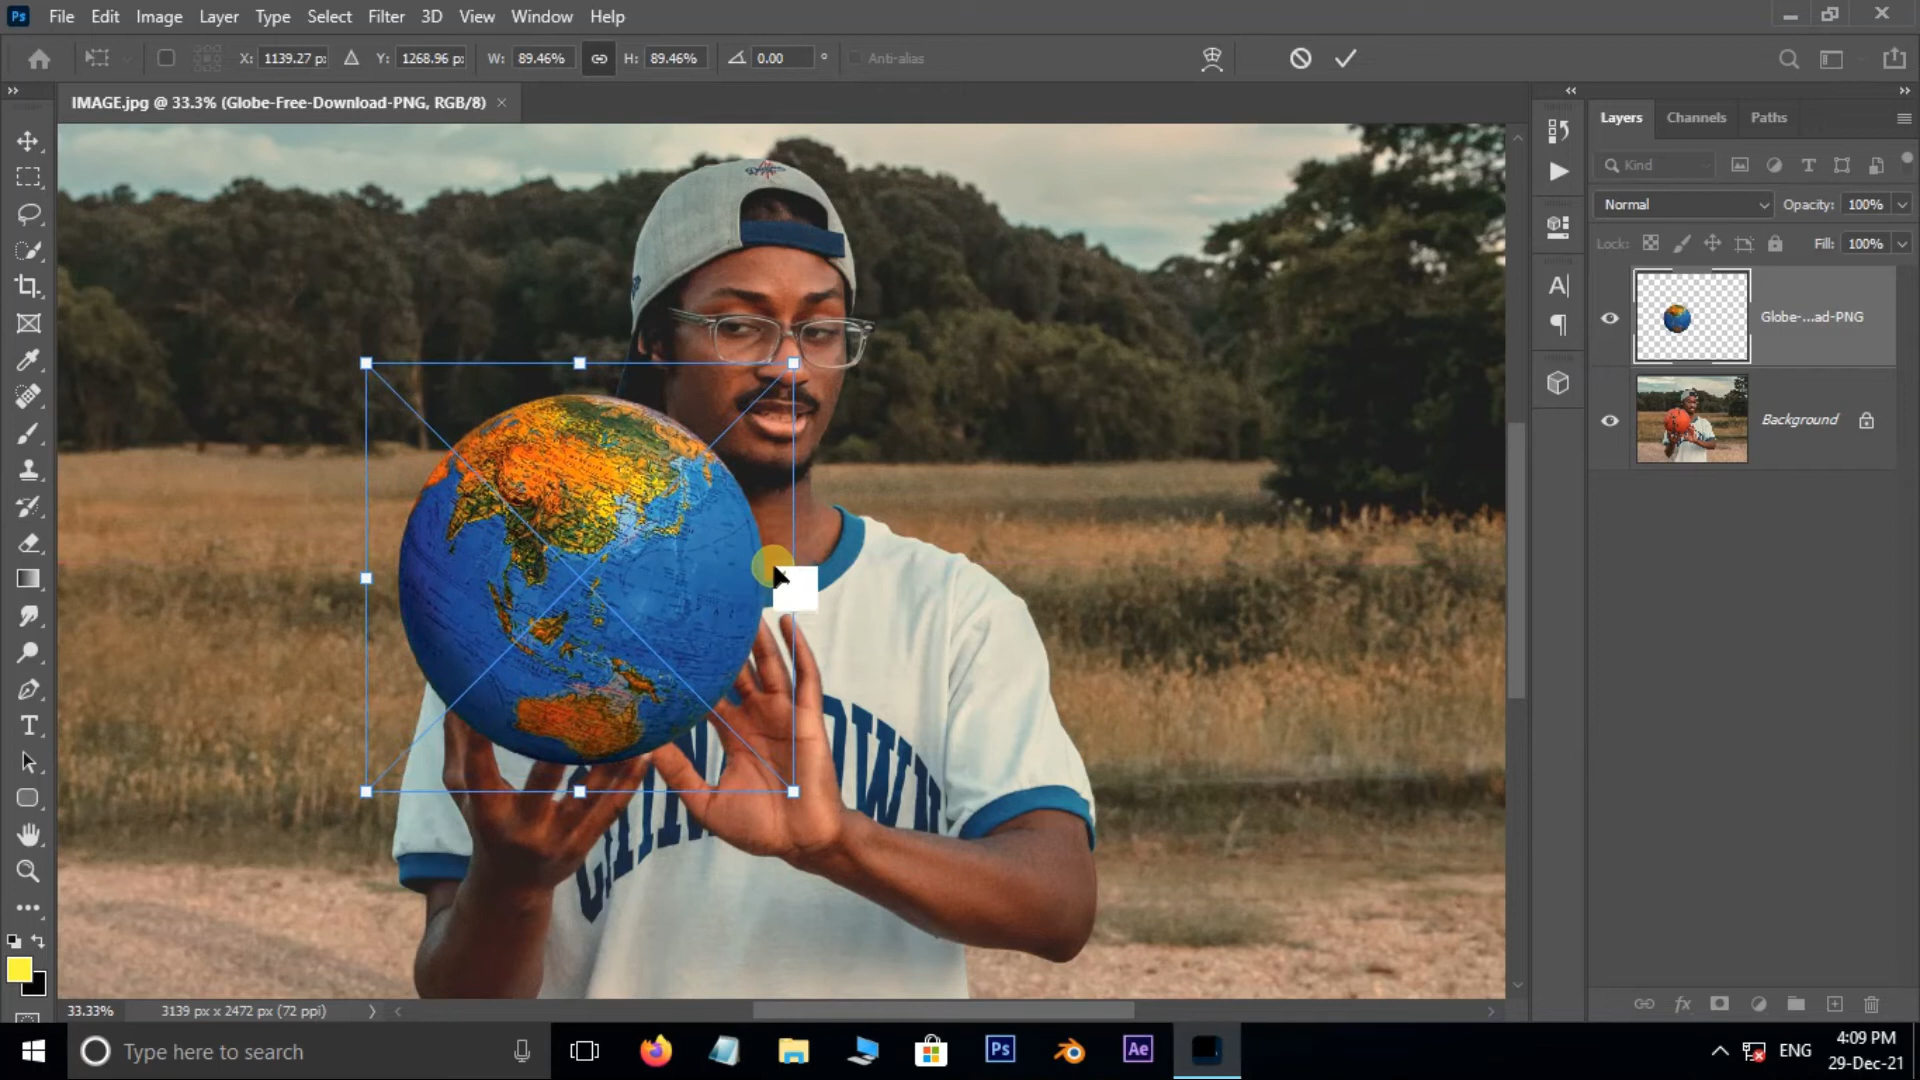 Ps File Edit Image Layer Type Select Filter 3D View Window Help
X: 1139.27 p: Y: 1268.96 p: W: 89.46% H: 89.46% 0.00 ° Anti-alias
IMAGE.jpg @ 33.3% (Globe-Free-Download-PNG, RGB/8) ×
Layers Channels Paths
Kind
Normal Opacity: 100%
Lock: Fill: 100%
Globe-...ad-PNG
Background
33.33% 3139 px x 2472 px (72 ppi)
Type here to search
Ps Ae
ENG
4:09 PM
29-Dec-21